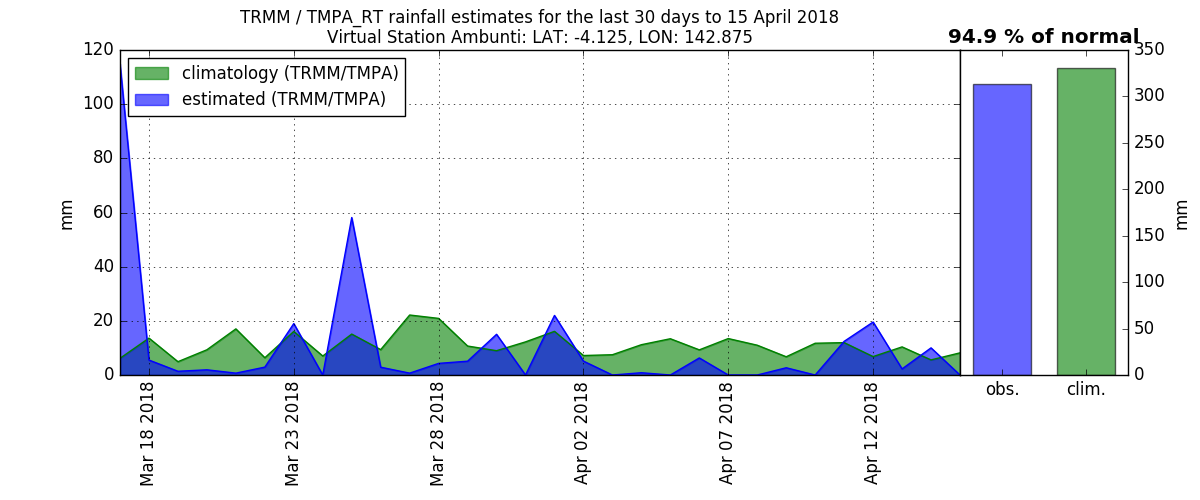 TRMM / TMPA_RT rainfall estimates for the last 30 days to 15 April 2018
Virtual Station Ambunti: LAT: -4.125, LON: 142.875
94.9 % of normal
climatology (TRMM/TMPA)
estimated (TRMM/TMPA)
120
100
80
60
40
20
0
mm
Mar 18 2018
Mar 23 2018
Mar 28 2018
Apr 02 2018
Apr 07 2018
Apr 12 2018
350
300
250
200
150
100
50
0
mm
obs.
clim.